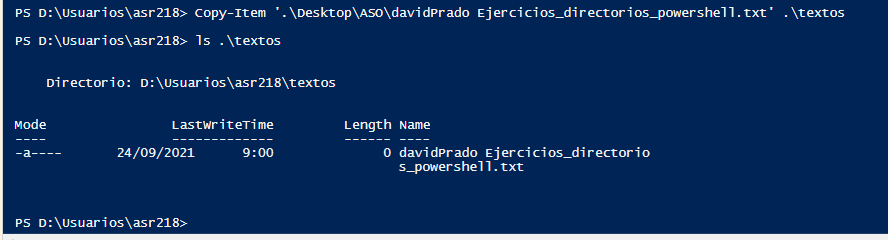 PS D:\Usuarios\asr218> Copy-Item '.\Desktop\ASO\davidPrado Ejercicios_directorios_powershell.txt' .\textos
PS D:\Usuarios\asr218> ls .\textos
Directorio: D:\Usuarios\asr218\textos
Mode                LastWriteTime         Length Name
----                -------------         ------ ----
-a----       24/09/2021      9:00              0 davidPrado Ejercicios_directorio
s_powershell.txt
PS D:\Usuarios\asr218>